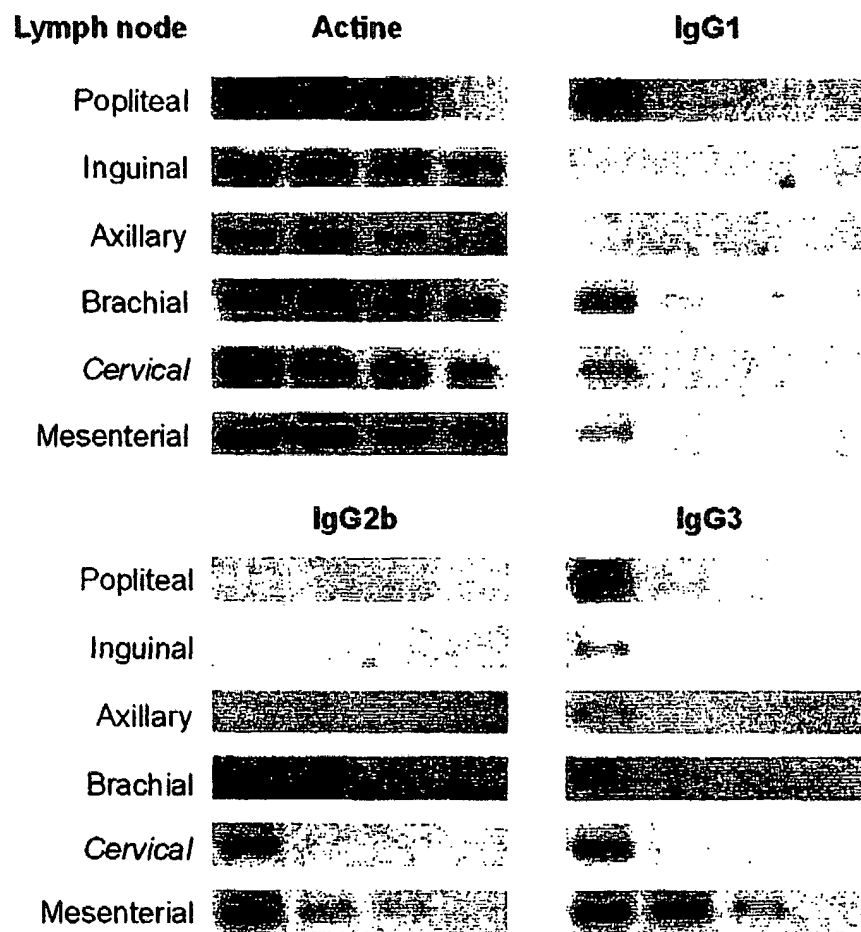 Lymph node Actine IgG1
Popliteal
Inguinal
Axillary
Brachial
Cervical
Mesenterial
IgG2b IgG3
Popliteal
Inguinal
Axillary
Brachial
Cervical
Mesenterial